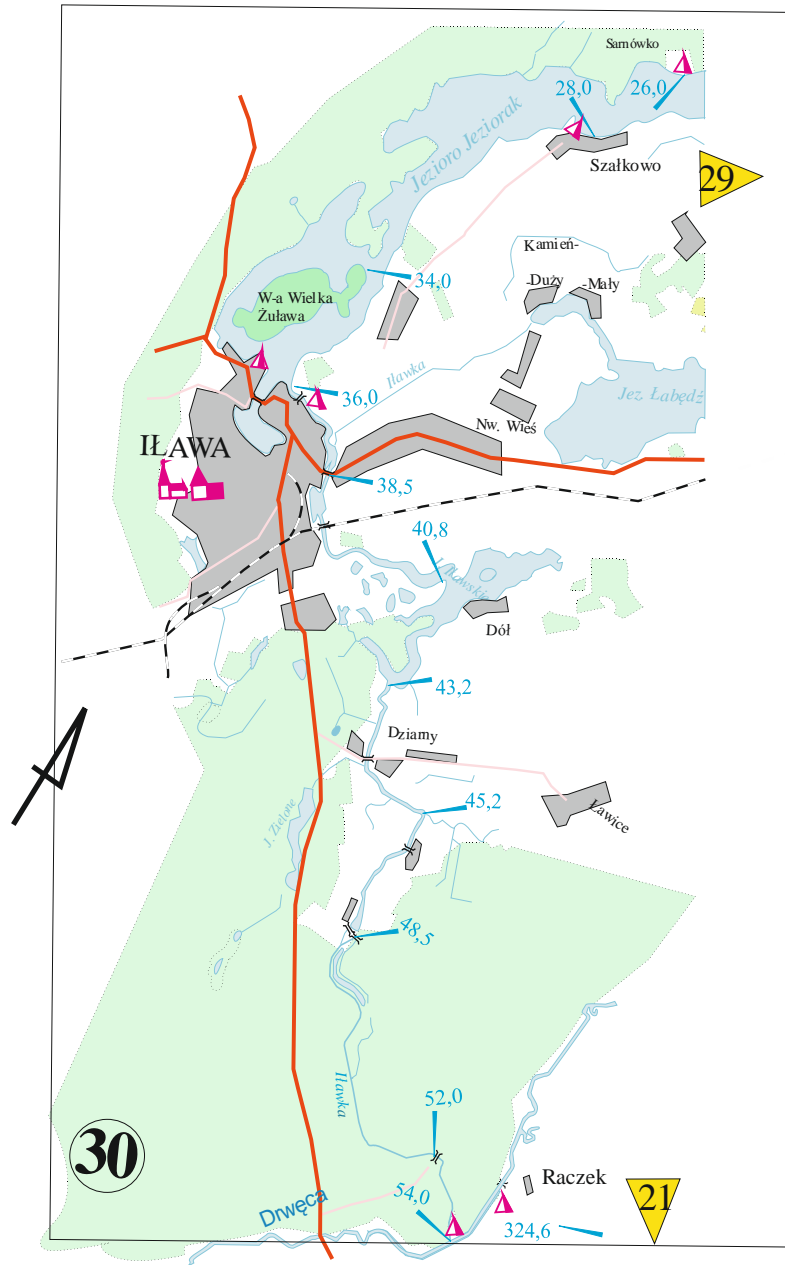 Samówko
28,0
26,0
Jezioro Jeziorak
Szałkowo
29
Kamień-
-Duży
-Mały
34,0
W-a Wielka
Żuława
Iławka
36,0
Jez. Łabędź
Nw. Wieś
IŁAWA
38,5
40,8
J. Iławskie
Dół
43,2
Dziamy
45,2
Ławice
J. Zielone
48,5
Iławka
52,0
30
Raczek
54,0
21
Drwęca
324,6